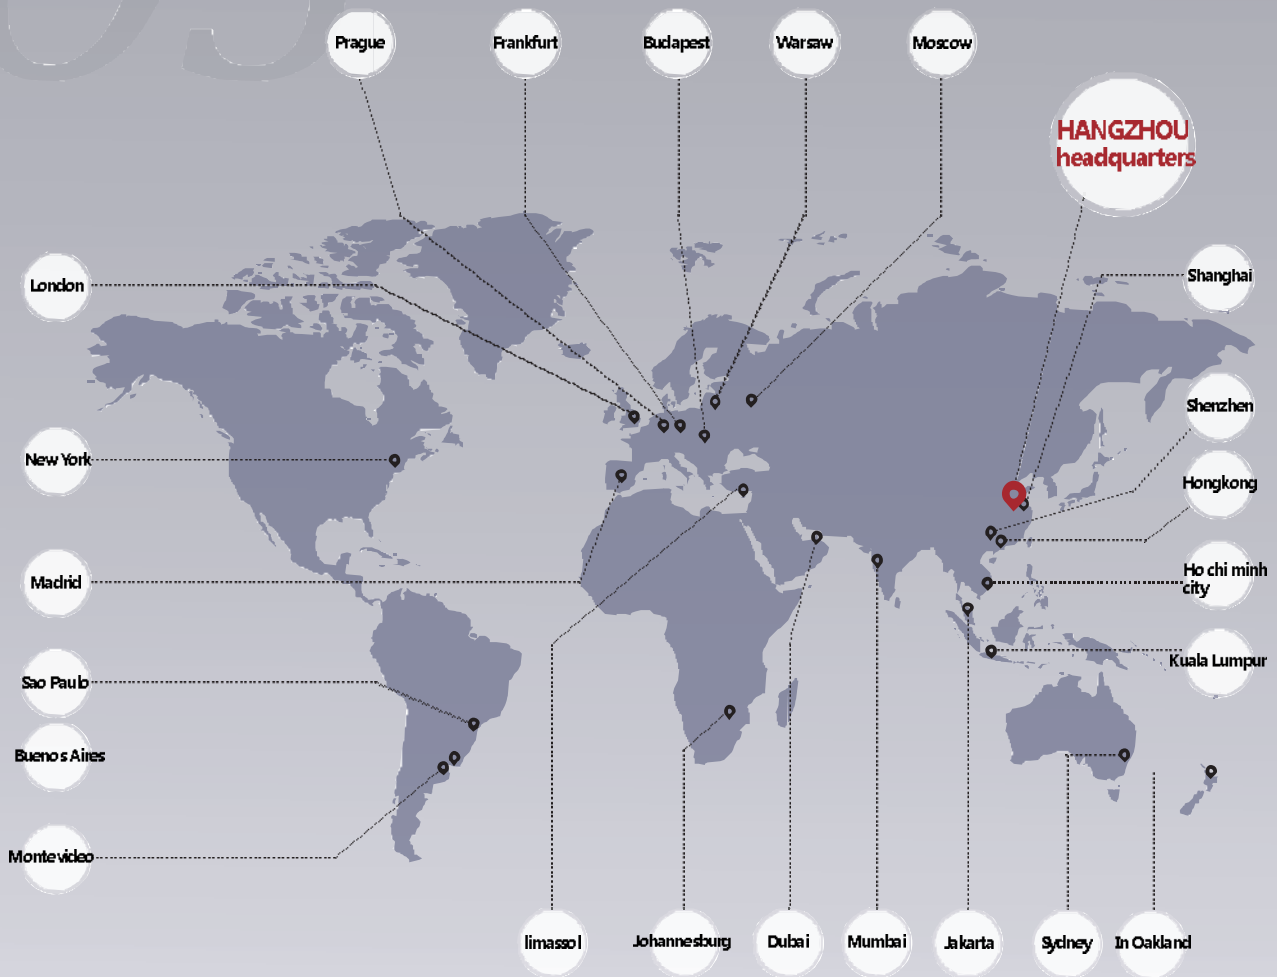 03
Prague
Frankfurt
Budapest
Warsaw
Moscow
HANGZHOU
headquarters
London
Shanghai
New York
Shenzhen
Hongkong
Madrid
Ho chi minh
city
Sao Paulo
Kuala Lumpur
Buenos Aires
Montevideo
limassol
Johannesburg
Dubai
Mumbai
Jakarta
Sydney
In Oakland